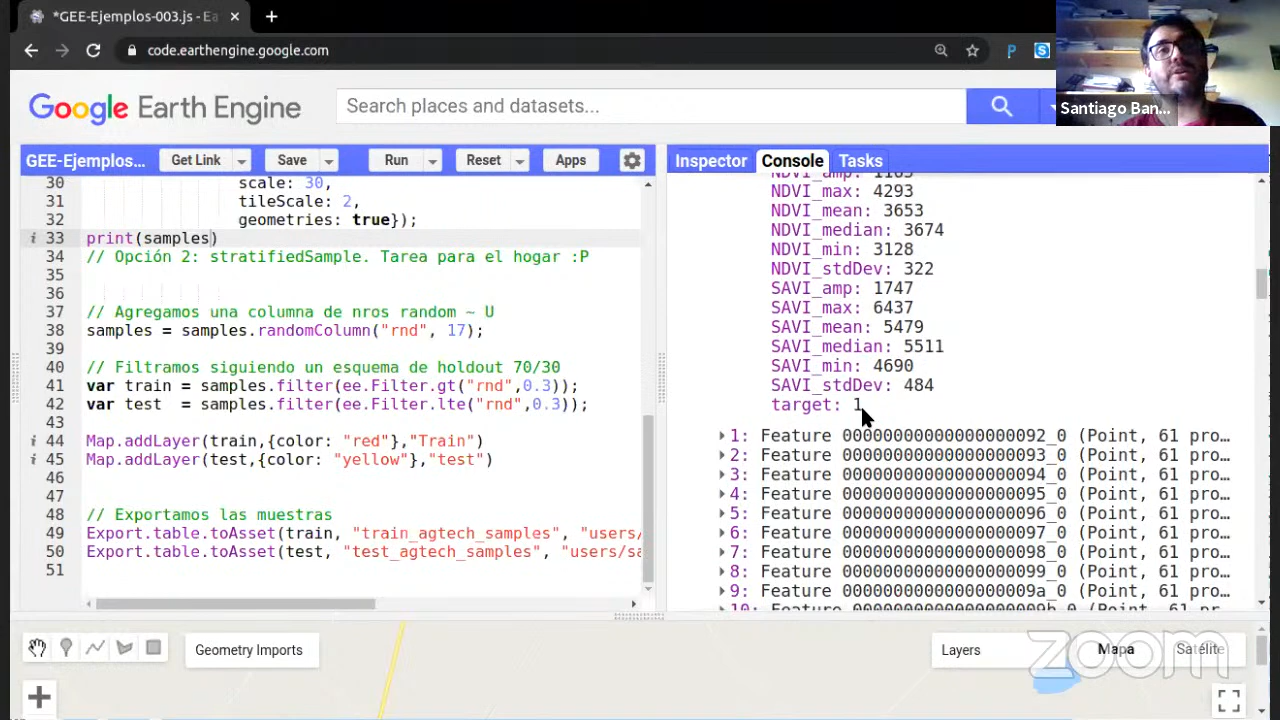 *GEE-Ejemplos-003.js - Ea
code.earthengine.google.com
Google Earth Engine
Search places and datasets...
Santiago Ban...
GEE-Ejemplos...
Get Link
Save
Run
Reset
Apps
Inspector
Console
Tasks
30 scale: 30,
31 tileScale: 2,
32 geometries: true});
33 print(samples)
34 // Opción 2: stratifiedSample. Tarea para el hogar :P
35
36
37 // Agregamos una columna de nros random ~ U
38 samples = samples.randomColumn("rnd", 17);
39
40 // Filtramos siguiendo un esquema de holdout 70/30
41 var train = samples.filter(ee.Filter.gt("rnd",0.3));
42 var test  = samples.filter(ee.Filter.lte("rnd",0.3));
43
44 Map.addLayer(train,{color: "red"},"Train")
45 Map.addLayer(test,{color: "yellow"},"test")
46
47
48 // Exportamos las muestras
49 Export.table.toAsset(train, "train_agtech_samples", "users/
50 Export.table.toAsset(test, "test_agtech_samples", "users/sa
51
NDVI_amp: 1165
NDVI_max: 4293
NDVI_mean: 3653
NDVI_median: 3674
NDVI_min: 3128
NDVI_stdDev: 322
SAVI_amp: 1747
SAVI_max: 6437
SAVI_mean: 5479
SAVI_median: 5511
SAVI_min: 4690
SAVI_stdDev: 484
target: 1
1: Feature 00000000000000000092_0 (Point, 61 pro…
2: Feature 00000000000000000093_0 (Point, 61 pro…
3: Feature 00000000000000000094_0 (Point, 61 pro…
4: Feature 00000000000000000095_0 (Point, 61 pro…
5: Feature 00000000000000000096_0 (Point, 61 pro…
6: Feature 00000000000000000097_0 (Point, 61 pro…
7: Feature 00000000000000000098_0 (Point, 61 pro…
8: Feature 00000000000000000099_0 (Point, 61 pro…
9: Feature 0000000000000000009a_0 (Point, 61 pro…
10: Feature 0000000000000000009b_0 (Point, 61 pr…
Geometry Imports
Layers
Mapa
Satélite
zoom